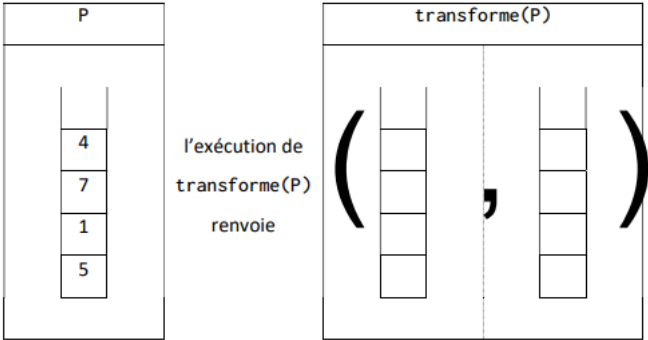 P
transforme(P)
4
7
1
5
l'exécution de
transforme(P)
renvoie
( , )